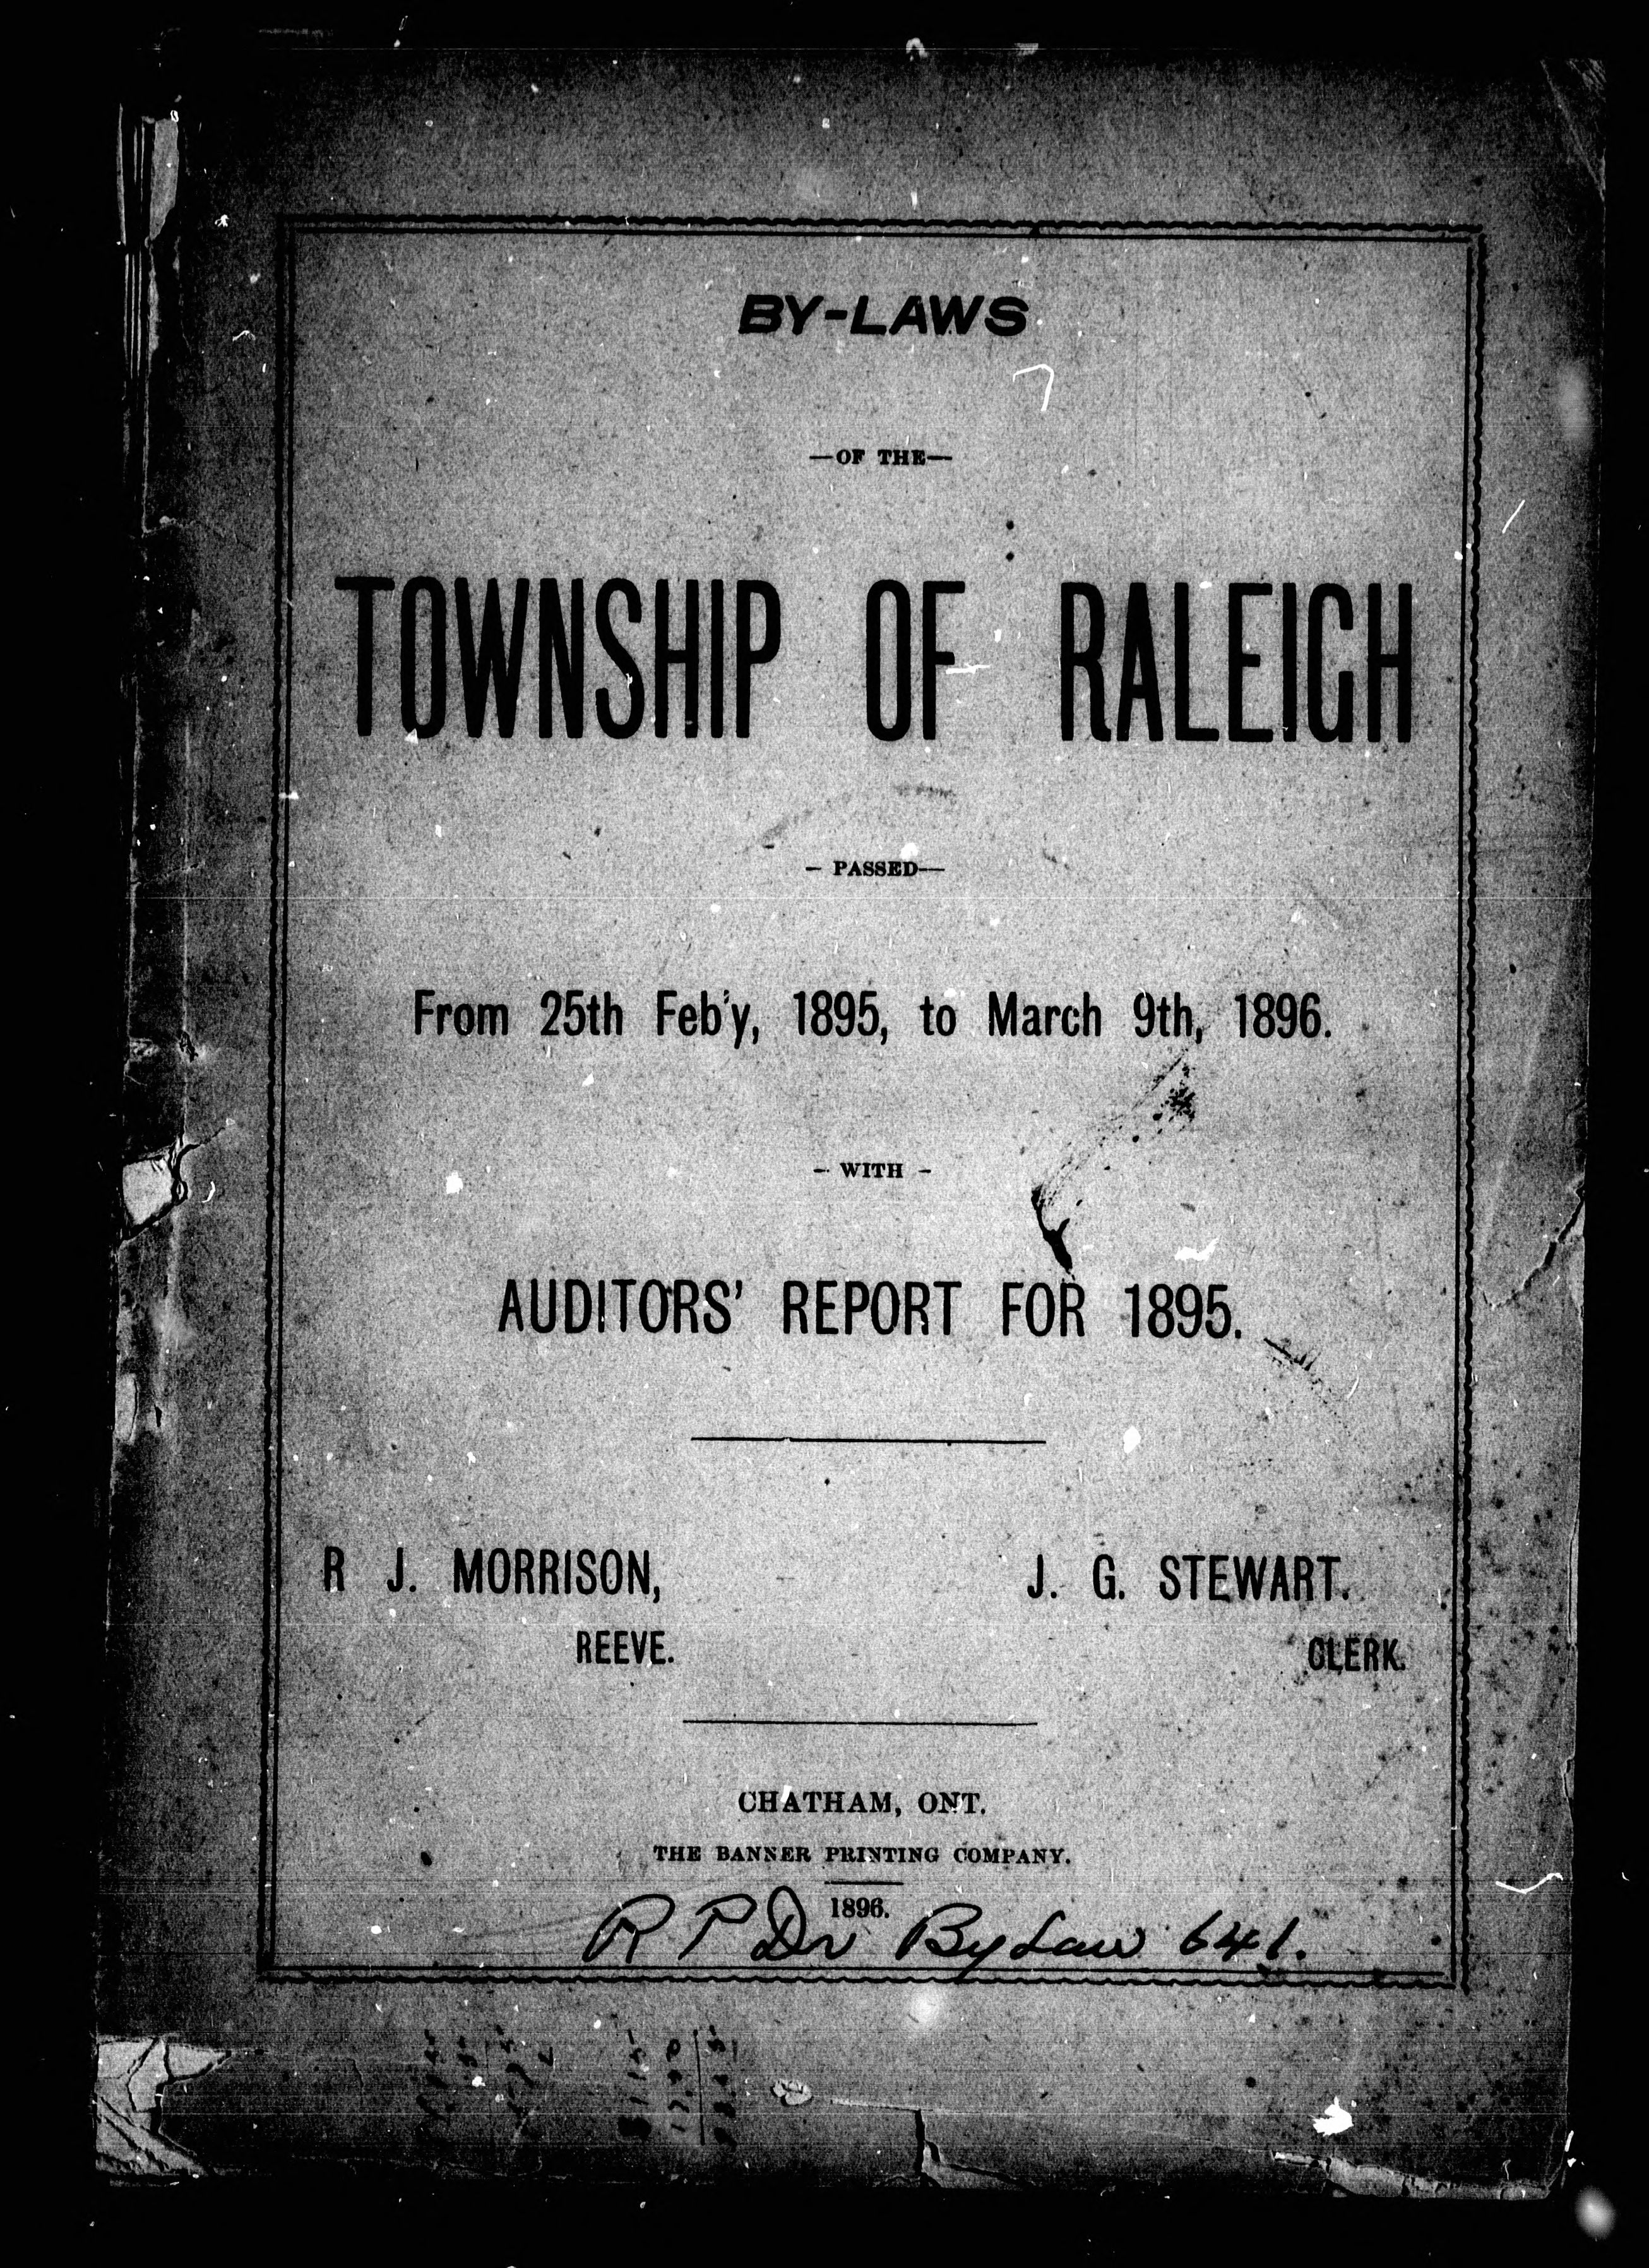 BY-LAWS
—OF THE—
TOWNSHIP OF RALEIGH
— PASSED—
From 25th Feb'y, 1895, to March 9th, 1896.
— WITH —
AUDITORS' REPORT FOR 1895.
R J. MORRISON, J. G. STEWART.
REEVE. CLERK.
CHATHAM, ONT.
THE BANNER PRINTING COMPANY.
1896.
R P Dr By Law 641.